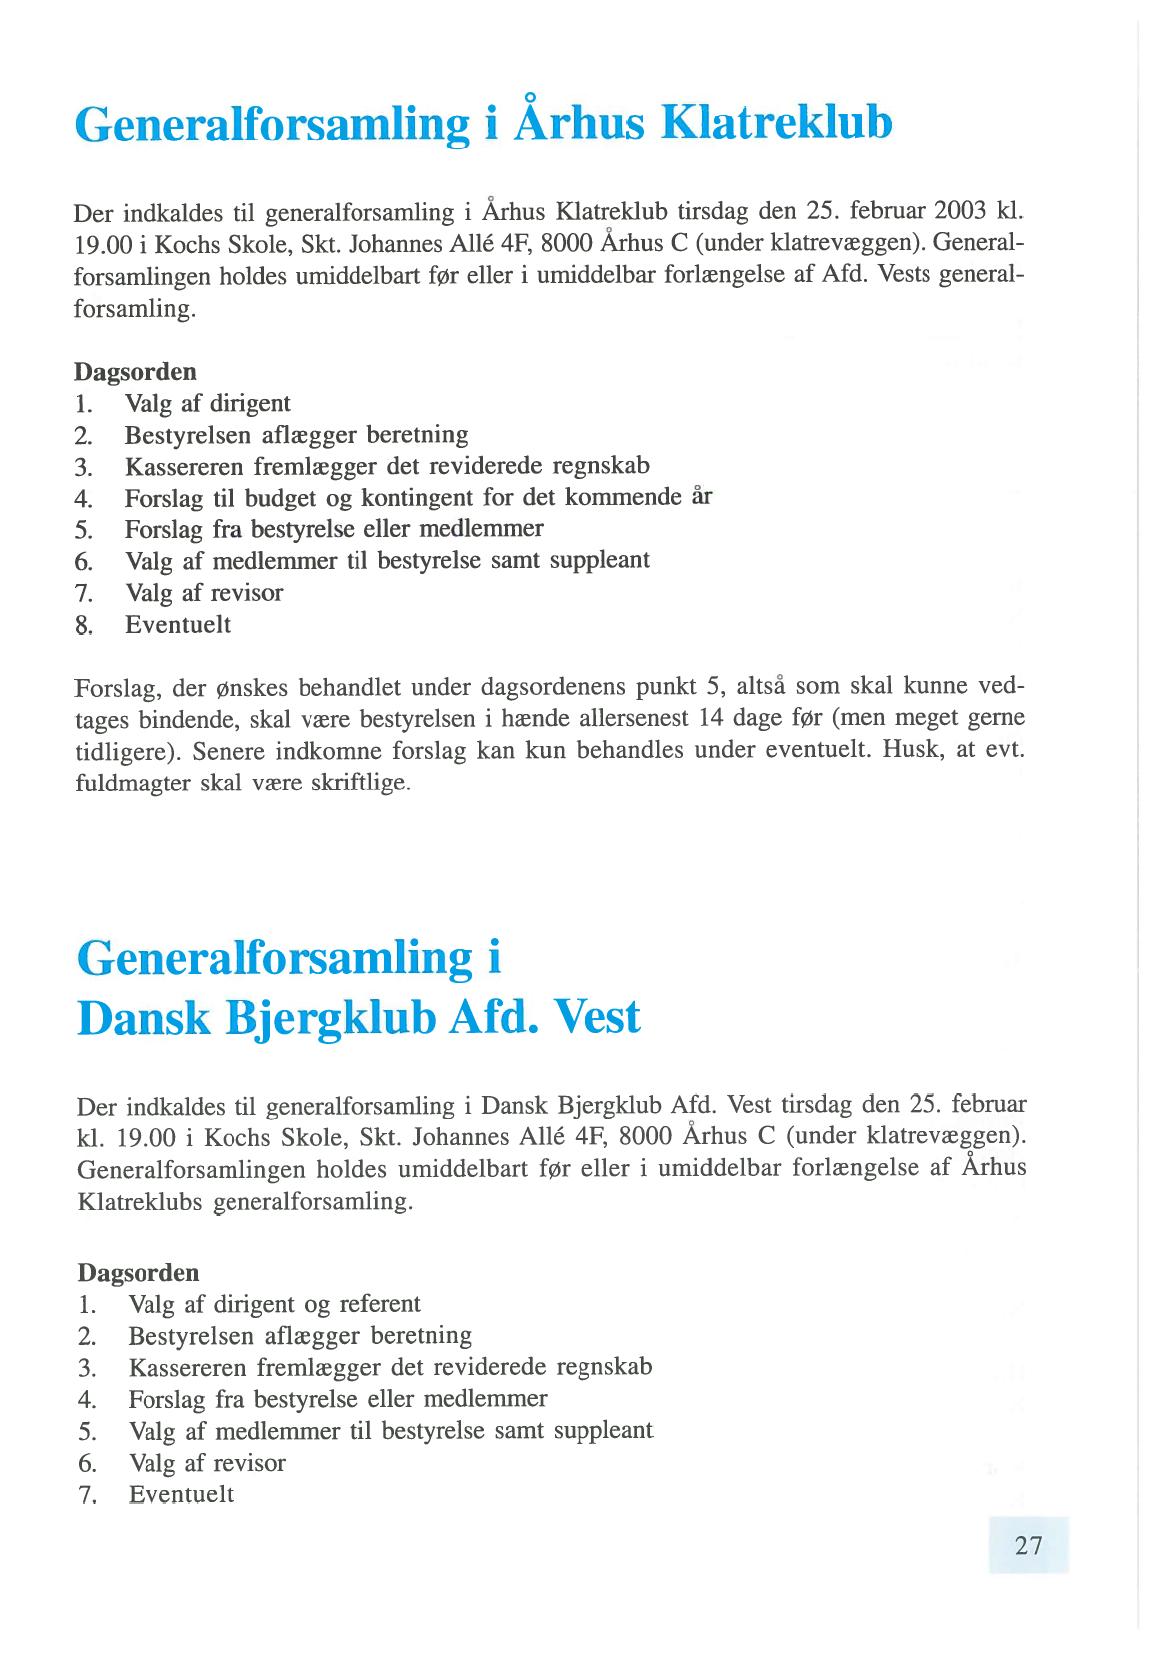 Generalforsamling i Århus Klatreklub
Der indkaldes til generalforsamling i Århus Klatreklub tirsdag den 25. februar 2003 kl.
19.00 i Kochs Skole, Skt. Johannes Allé 4F, 8000 Århus C (under klatrevæggen). General-
forsamlingen holdes umiddelbart før eller i umiddelbar forlængelse af Afd. Vests general-
forsamling.
Dagsorden
1. Valg af dirigent
2. Bestyrelsen aflægger beretning
3. Kassereren fremlægger det reviderede regnskab
4. Forslag til budget og kontingent for det kommende år
5. Forslag fra bestyrelse eller medlemmer
6. Valg af medlemmer til bestyrelse samt suppleant
7. Valg af revisor
8. Eventuelt
Forslag, der ønskes behandlet under dagsordenens punkt 5, altså som skal kunne ved-
tages bindende, skal være bestyrelsen i hænde allersenest 14 dage før (men meget gerne
tidligere). Senere indkomne forslag kan kun behandles under eventuelt. Husk, at evt.
fuldmagter skal være skriftlige.
Generalforsamling i
Dansk Bjergklub Afd. Vest
Der indkaldes til generalforsamling i Dansk Bjergklub Afd. Vest tirsdag den 25. februar
kl. 19.00 i Kochs Skole, Skt. Johannes Allé 4F, 8000 Århus C (under klatrevæggen).
Generalforsamlingen holdes umiddelbart før eller i umiddelbar forlængelse af Århus
Klatreklubs generalforsamling.
Dagsorden
1. Valg af dirigent og referent
2. Bestyrelsen aflægger beretning
3. Kassereren fremlægger det reviderede regnskab
4. Forslag fra bestyrelse eller medlemmer
5. Valg af medlemmer til bestyrelse samt suppleant
6. Valg af revisor
7. Eventuelt
27